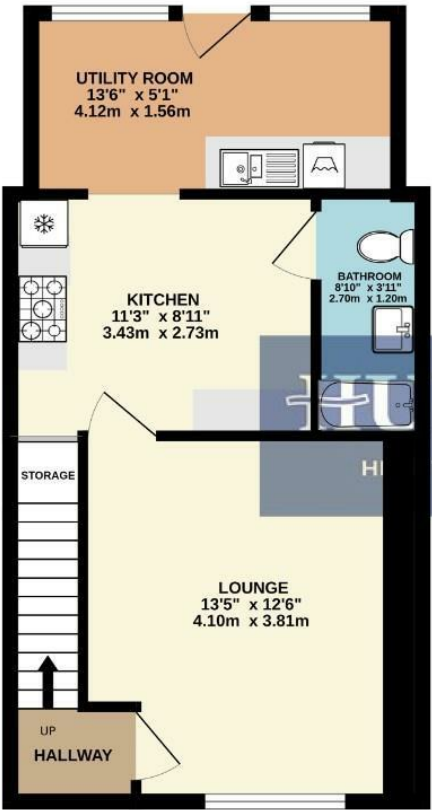 UTILITY ROOM
13'6" x 5'1"
4.12m x 1.56m
KITCHEN
11'3" x 8'11"
3.43m x 2.73m
BATHROOM
8'10" x 3'11"
2.70m x 1.20m
STORAGE
LOUNGE
13'5" x 12'6"
4.10m x 3.81m
UP
HALLWAY